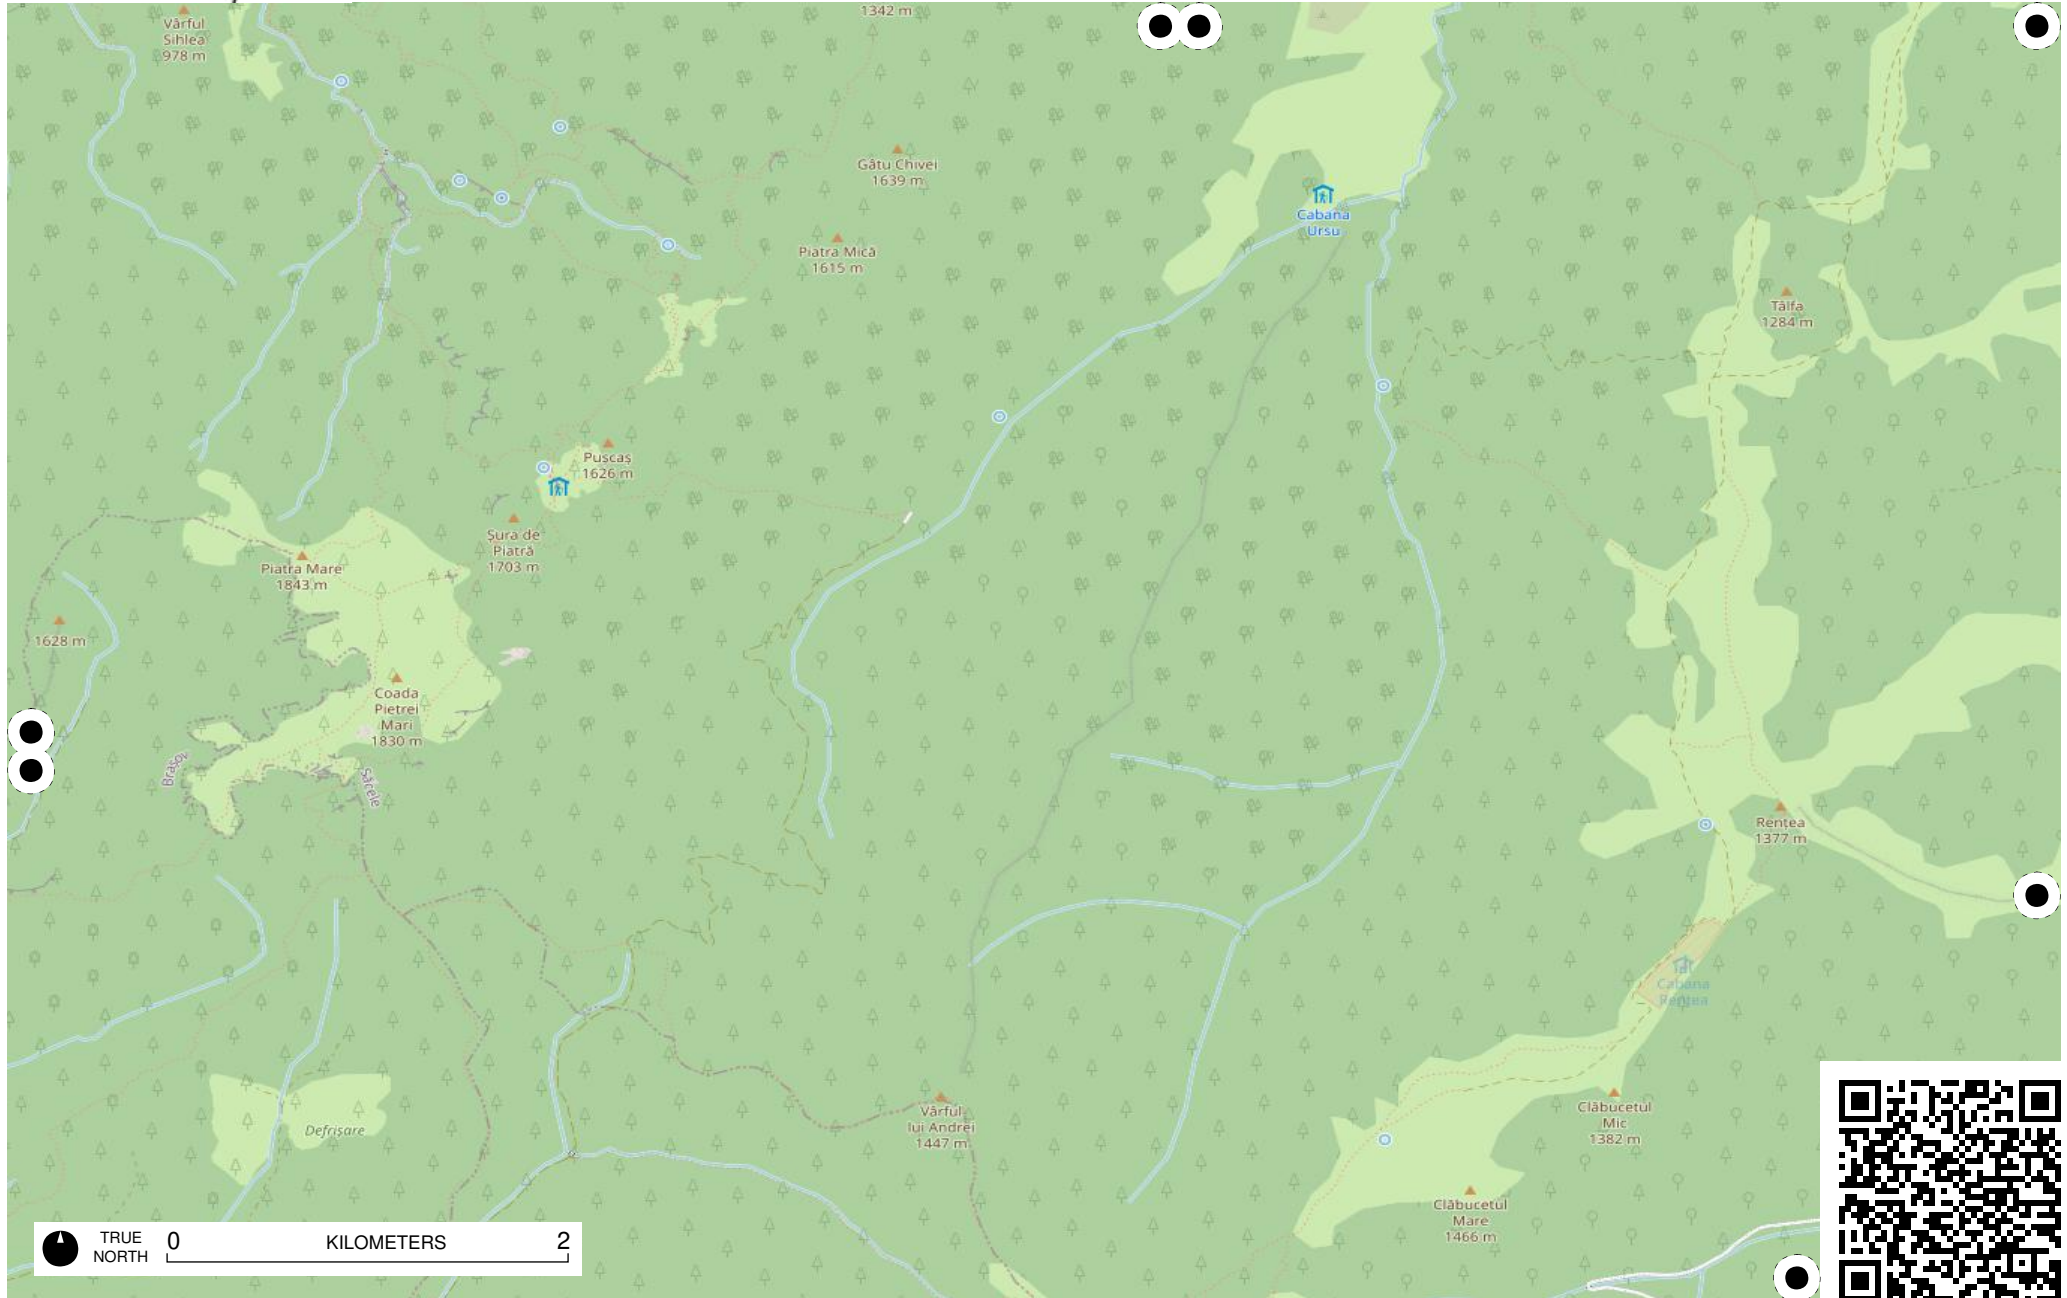 Vârful
Sihlea
978 m
1342 m
Gâtu Chivei
1639 m
Piatra Mică
1615 m
Cabana
Ursu
Tâlfa
1284 m
Pușcaș
1626 m
Șura de
Piatră
1703 m
Piatra Mare
1843 m
1628 m
Coada
Pietrei
Mari
1830 m
Brașov
Săcele
Rențea
1377 m
Cabana
Rențea
Vârful
lui Andrei
1447 m
Clăbucetul
Mic
1382 m
Defrișare
Clăbucetul
Mare
1466 m
TRUE
NORTH
0 KILOMETERS 2